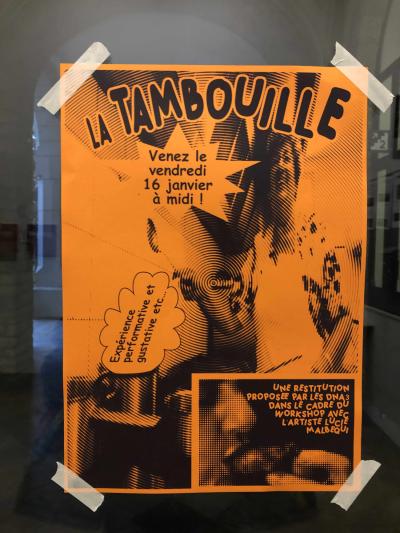 LA TAMBOUILLE
Venez le
vendredi
16 janvier
à midi !
Expérience
performative et
gustative etc...
UNE RESTITUTION
PROPOSÉE PAR LES DNA3
DANS LE CADRE DU
WORKSHOP AVEC
L'ARTISTE LUCIE
MALBÉQUI